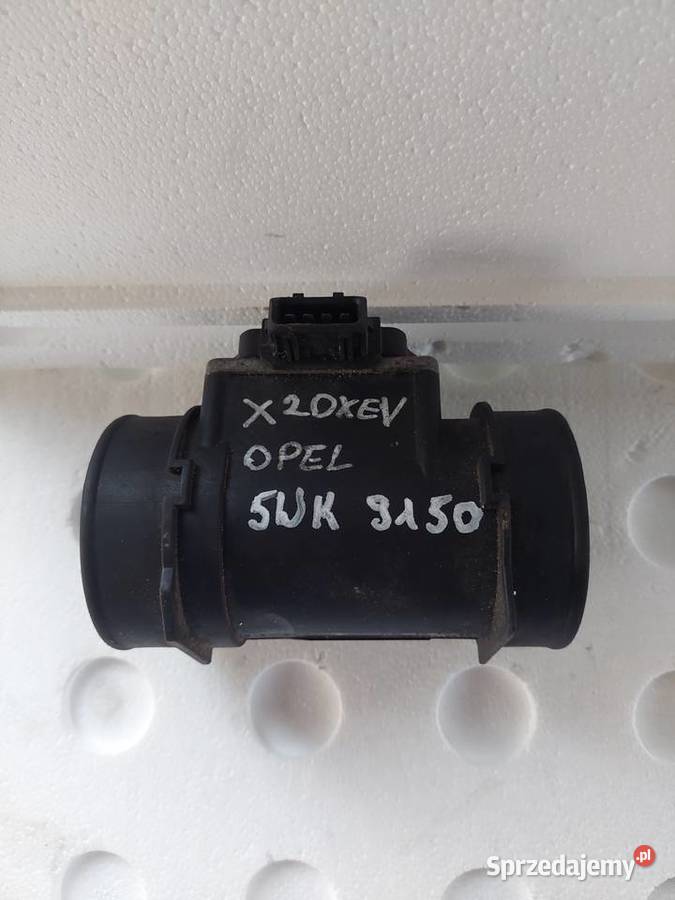 X20XEV
OPEL
5WK 9150
Sprzedajemy.pl